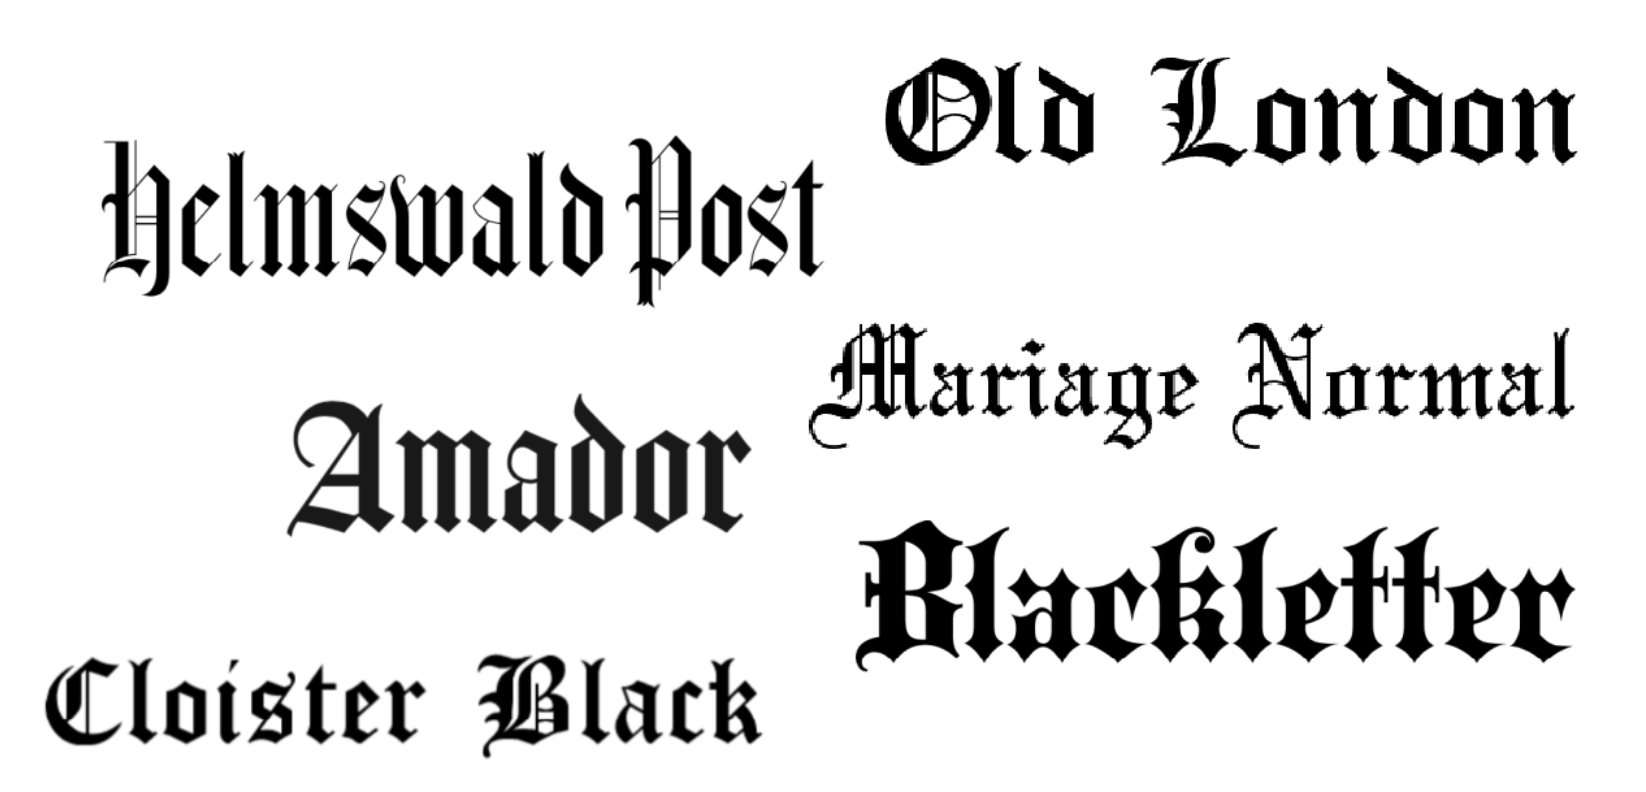 Old London
Helmswald Post
Mariage Normal
Amador
Blackletter
Cloister Black